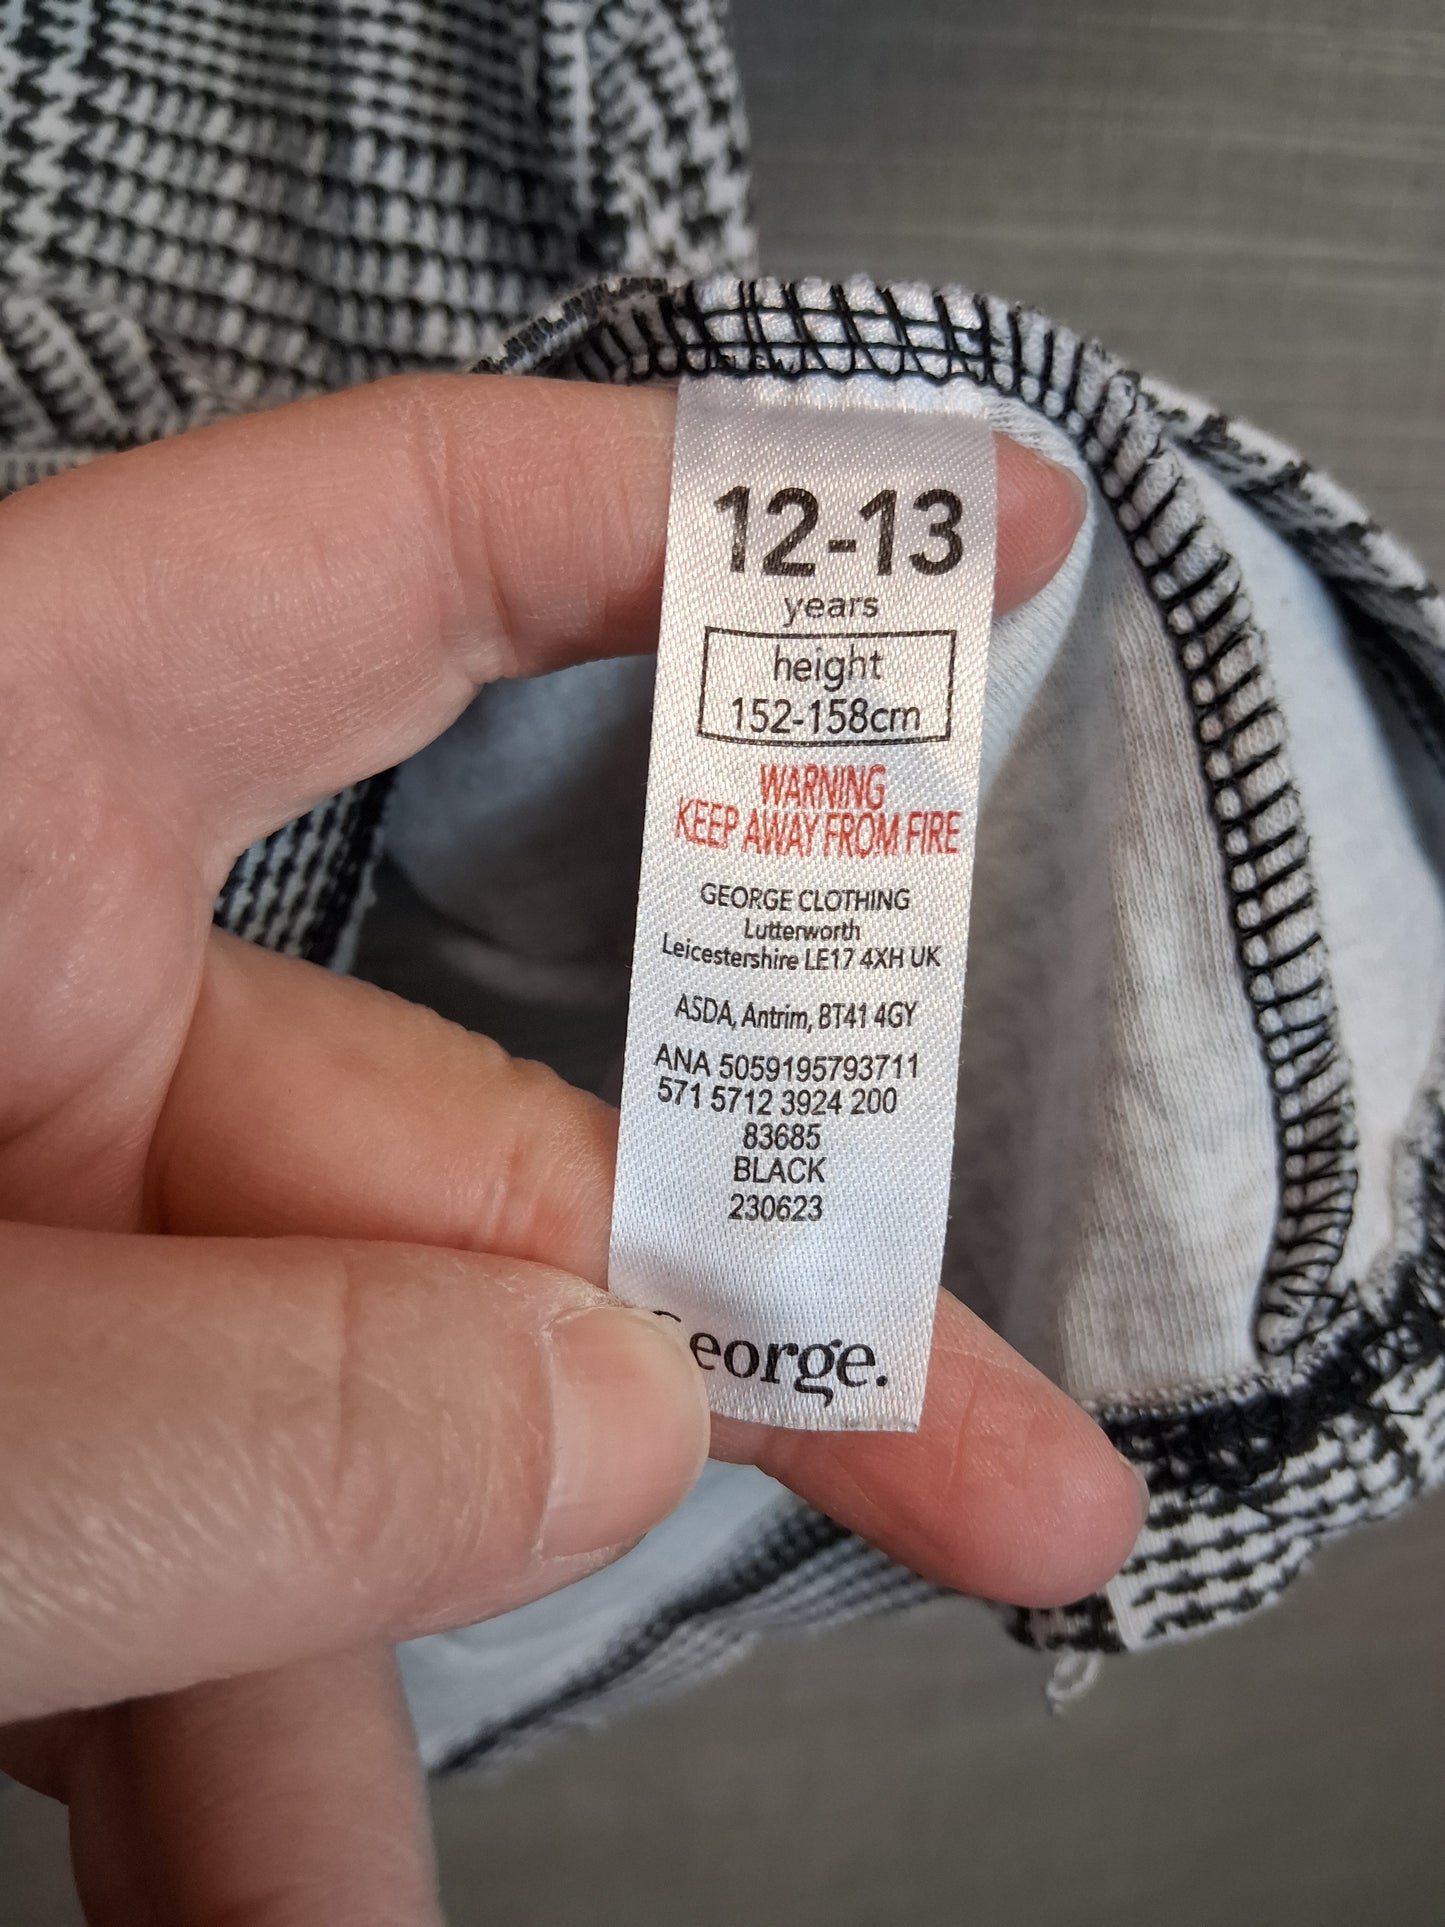 12-13
years
height
152-158cm
WARNING
KEEP AWAY FROM FIRE
GEORGE CLOTHING
Lutterworth
Leicestershire LE17 4XH UK
ASDA, Antrim, BT41 4GY
ANA 5059195793711
571 5712 3924 200
83685
BLACK
230623
George.